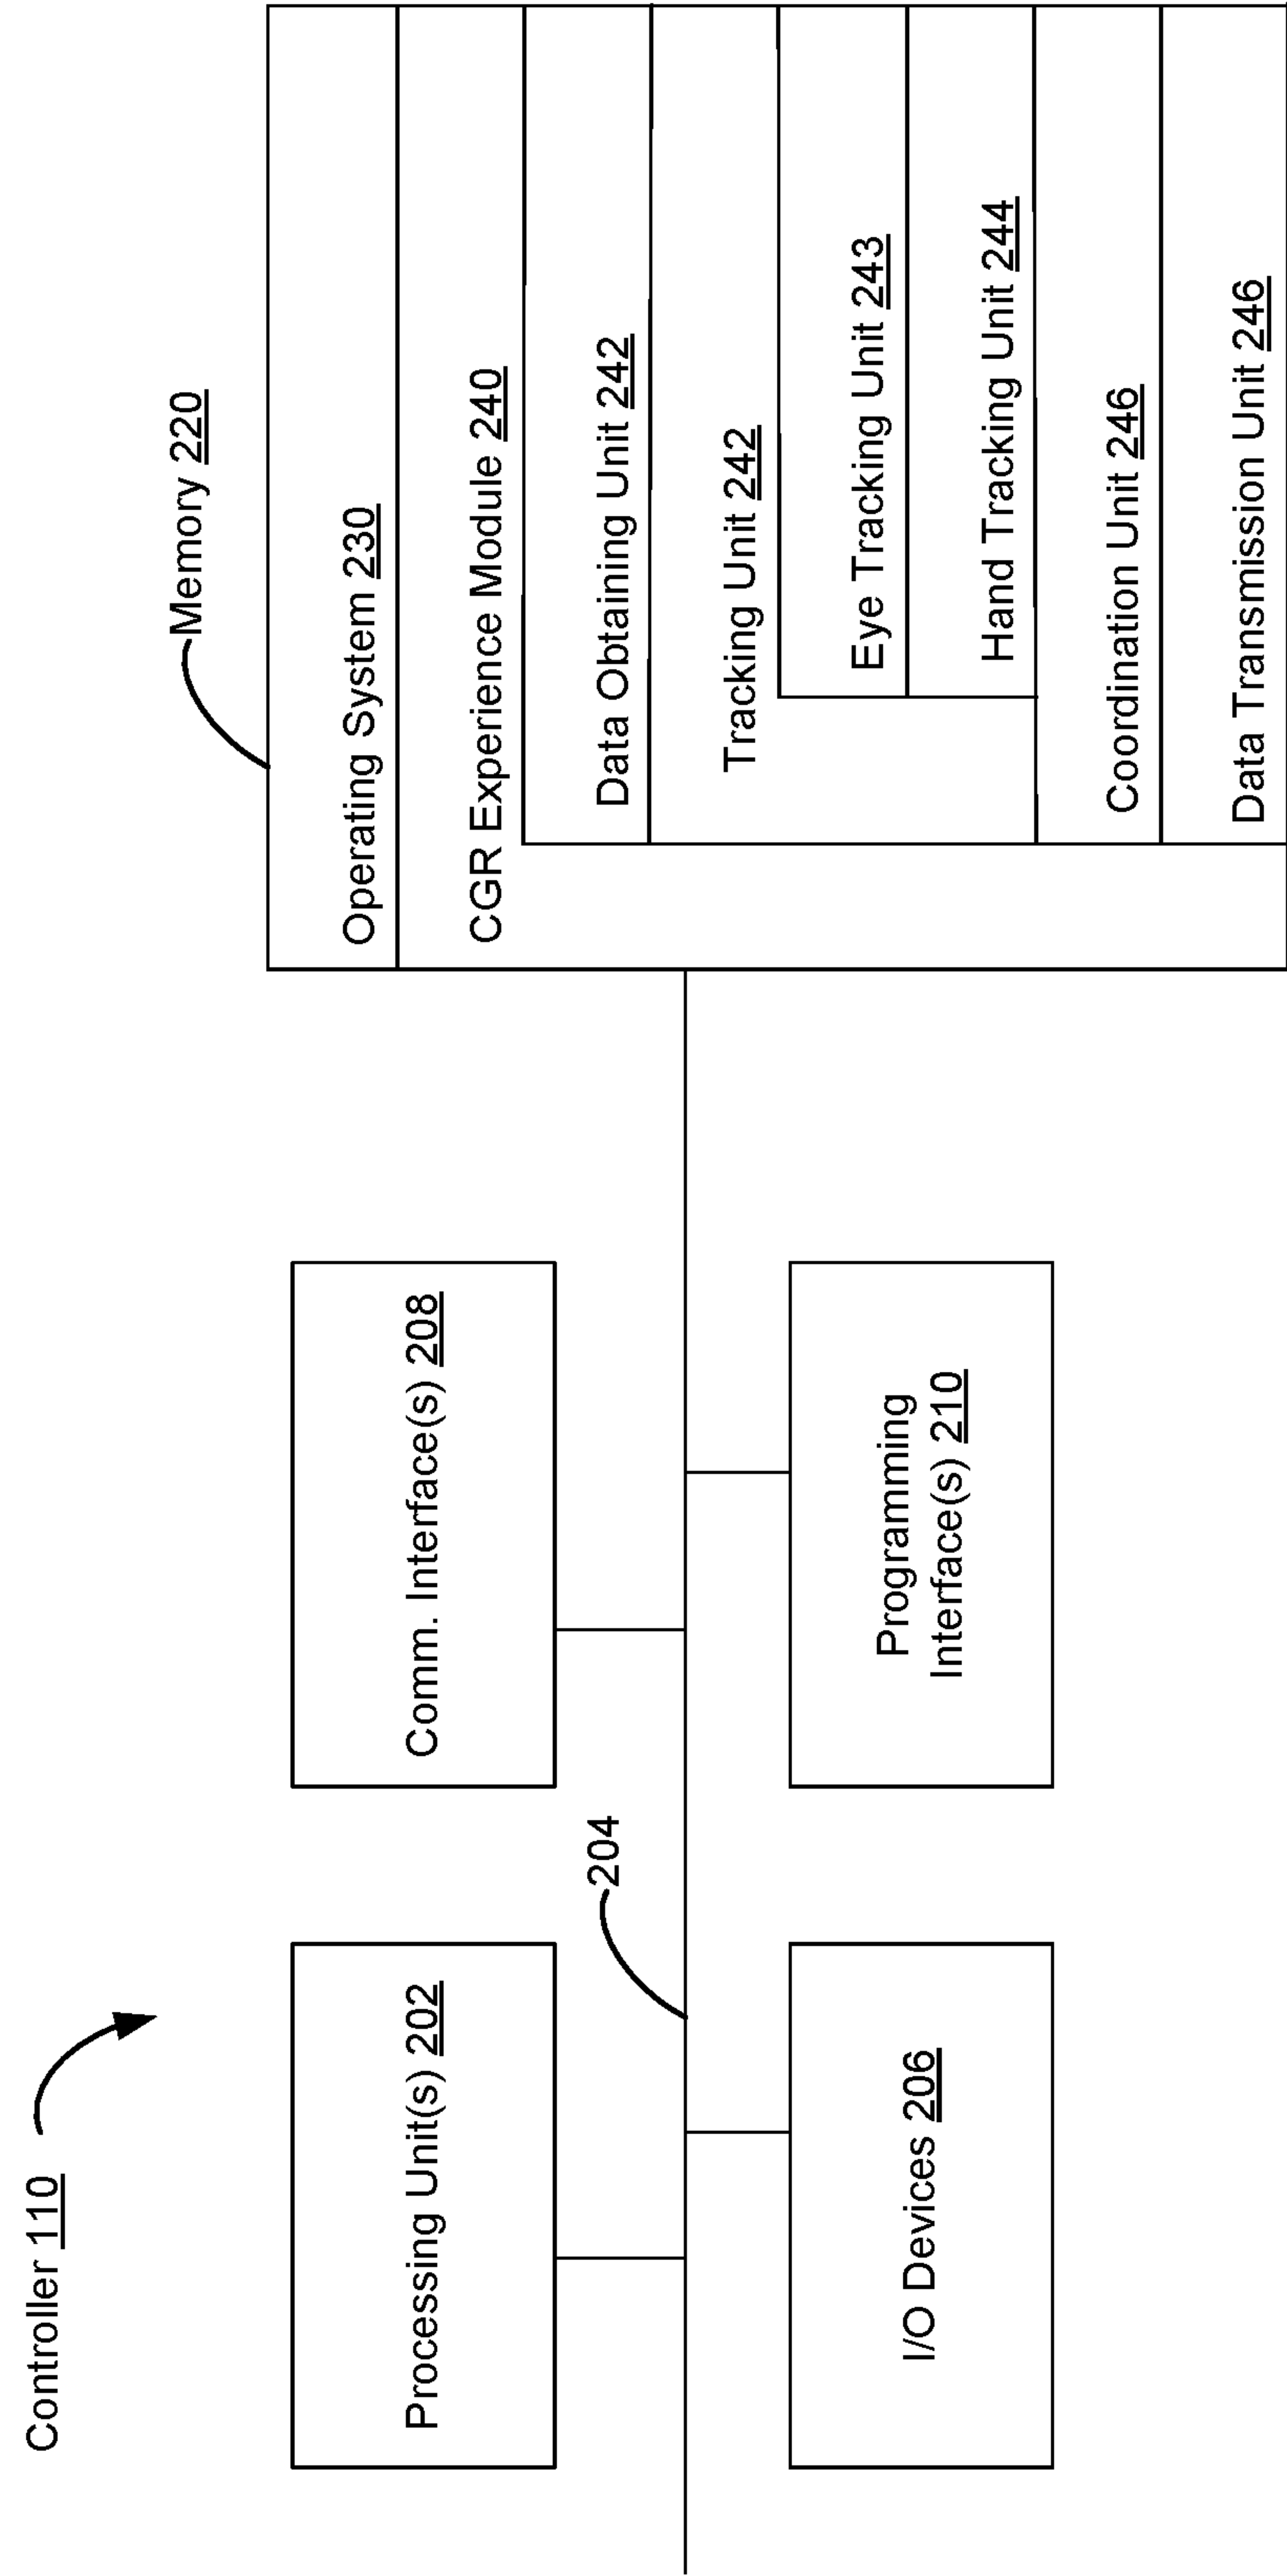 Controller 110
Memory 220
Processing Unit(s) 202
Comm. Interface(s) 208
204
I/O Devices 206
Programming
Interface(s) 210
Operating System 230
CGR Experience Module 240
Data Obtaining Unit 242
Tracking Unit 242
Eye Tracking Unit 243
Hand Tracking Unit 244
Coordination Unit 246
Data Transmission Unit 246